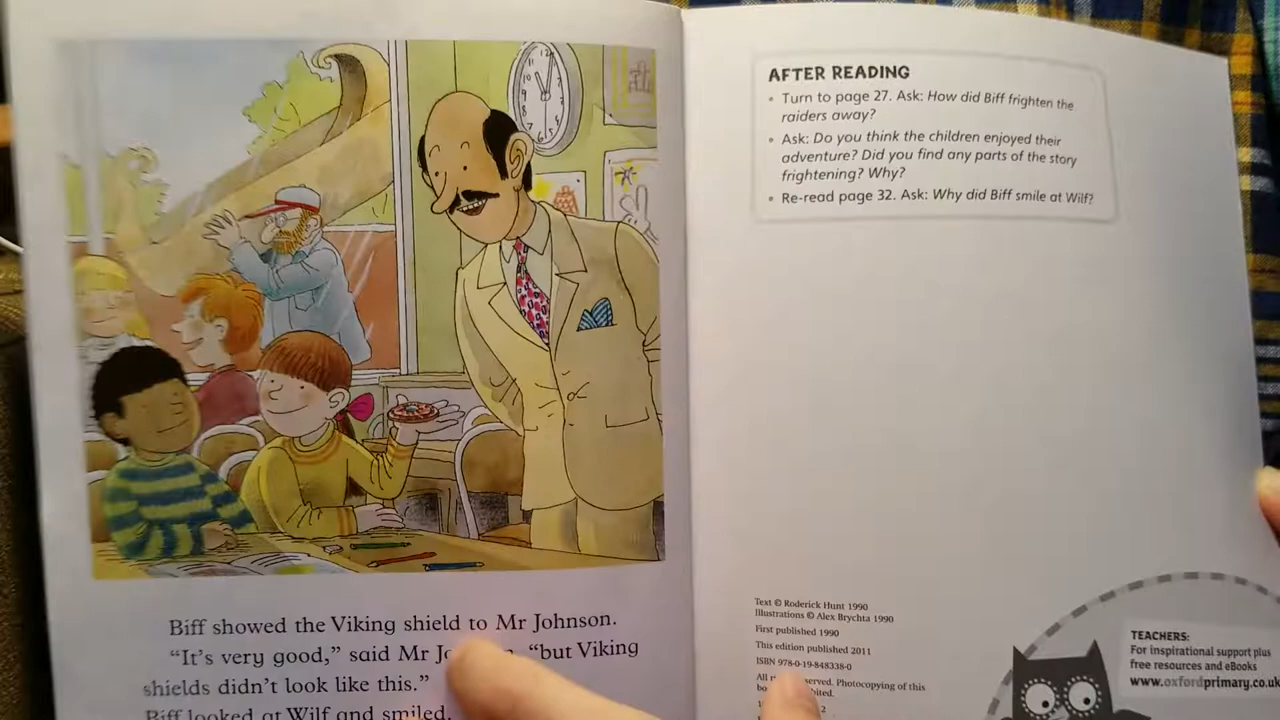 Biff showed the Viking shield to Mr Johnson.
"It's very good," said Mr "but Viking
shields didn't look like this."
Biff looked at Wilf and smiled.
AFTER READING
• Turn to page 27. Ask: How did Biff frighten the
raiders away?
• Ask: Do you think the children enjoyed their
adventure? Did you find any parts of the story
frightening? Why?
• Re-read page 32. Ask: Why did Biff smile at Wilf?
Text © Roderick Hunt 1990
Illustrations © Alex Brychta 1990
First published 1990
This edition published 2011
ISBN 978-0-19-848338-0
All Photocopying of this
TEACHERS:
For inspirational support plus
free resources and eBooks
www.oxfordprimary.co.uk